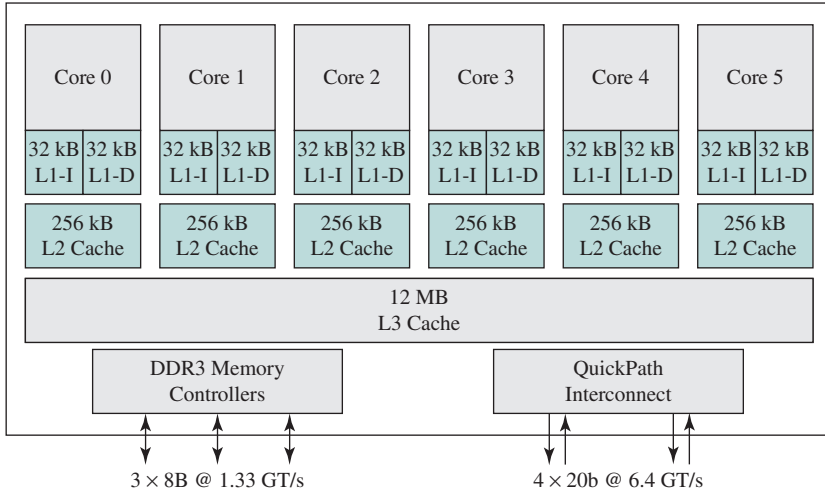 Core 0
Core 1
Core 2
Core 3
Core 4
Core 5
32 kB 32 kB
L1-I L1-D
32 kB 32 kB
L1-I L1-D
32 kB 32 kB
L1-I L1-D
32 kB 32 kB
L1-I L1-D
32 kB 32 kB
L1-I L1-D
32 kB 32 kB
L1-I L1-D
256 kB
L2 Cache
256 kB
L2 Cache
256 kB
L2 Cache
256 kB
L2 Cache
256 kB
L2 Cache
256 kB
L2 Cache
12 MB
L3 Cache
DDR3 Memory
Controllers
QuickPath
Interconnect
3 × 8B @ 1.33 GT/s
4 × 20b @ 6.4 GT/s